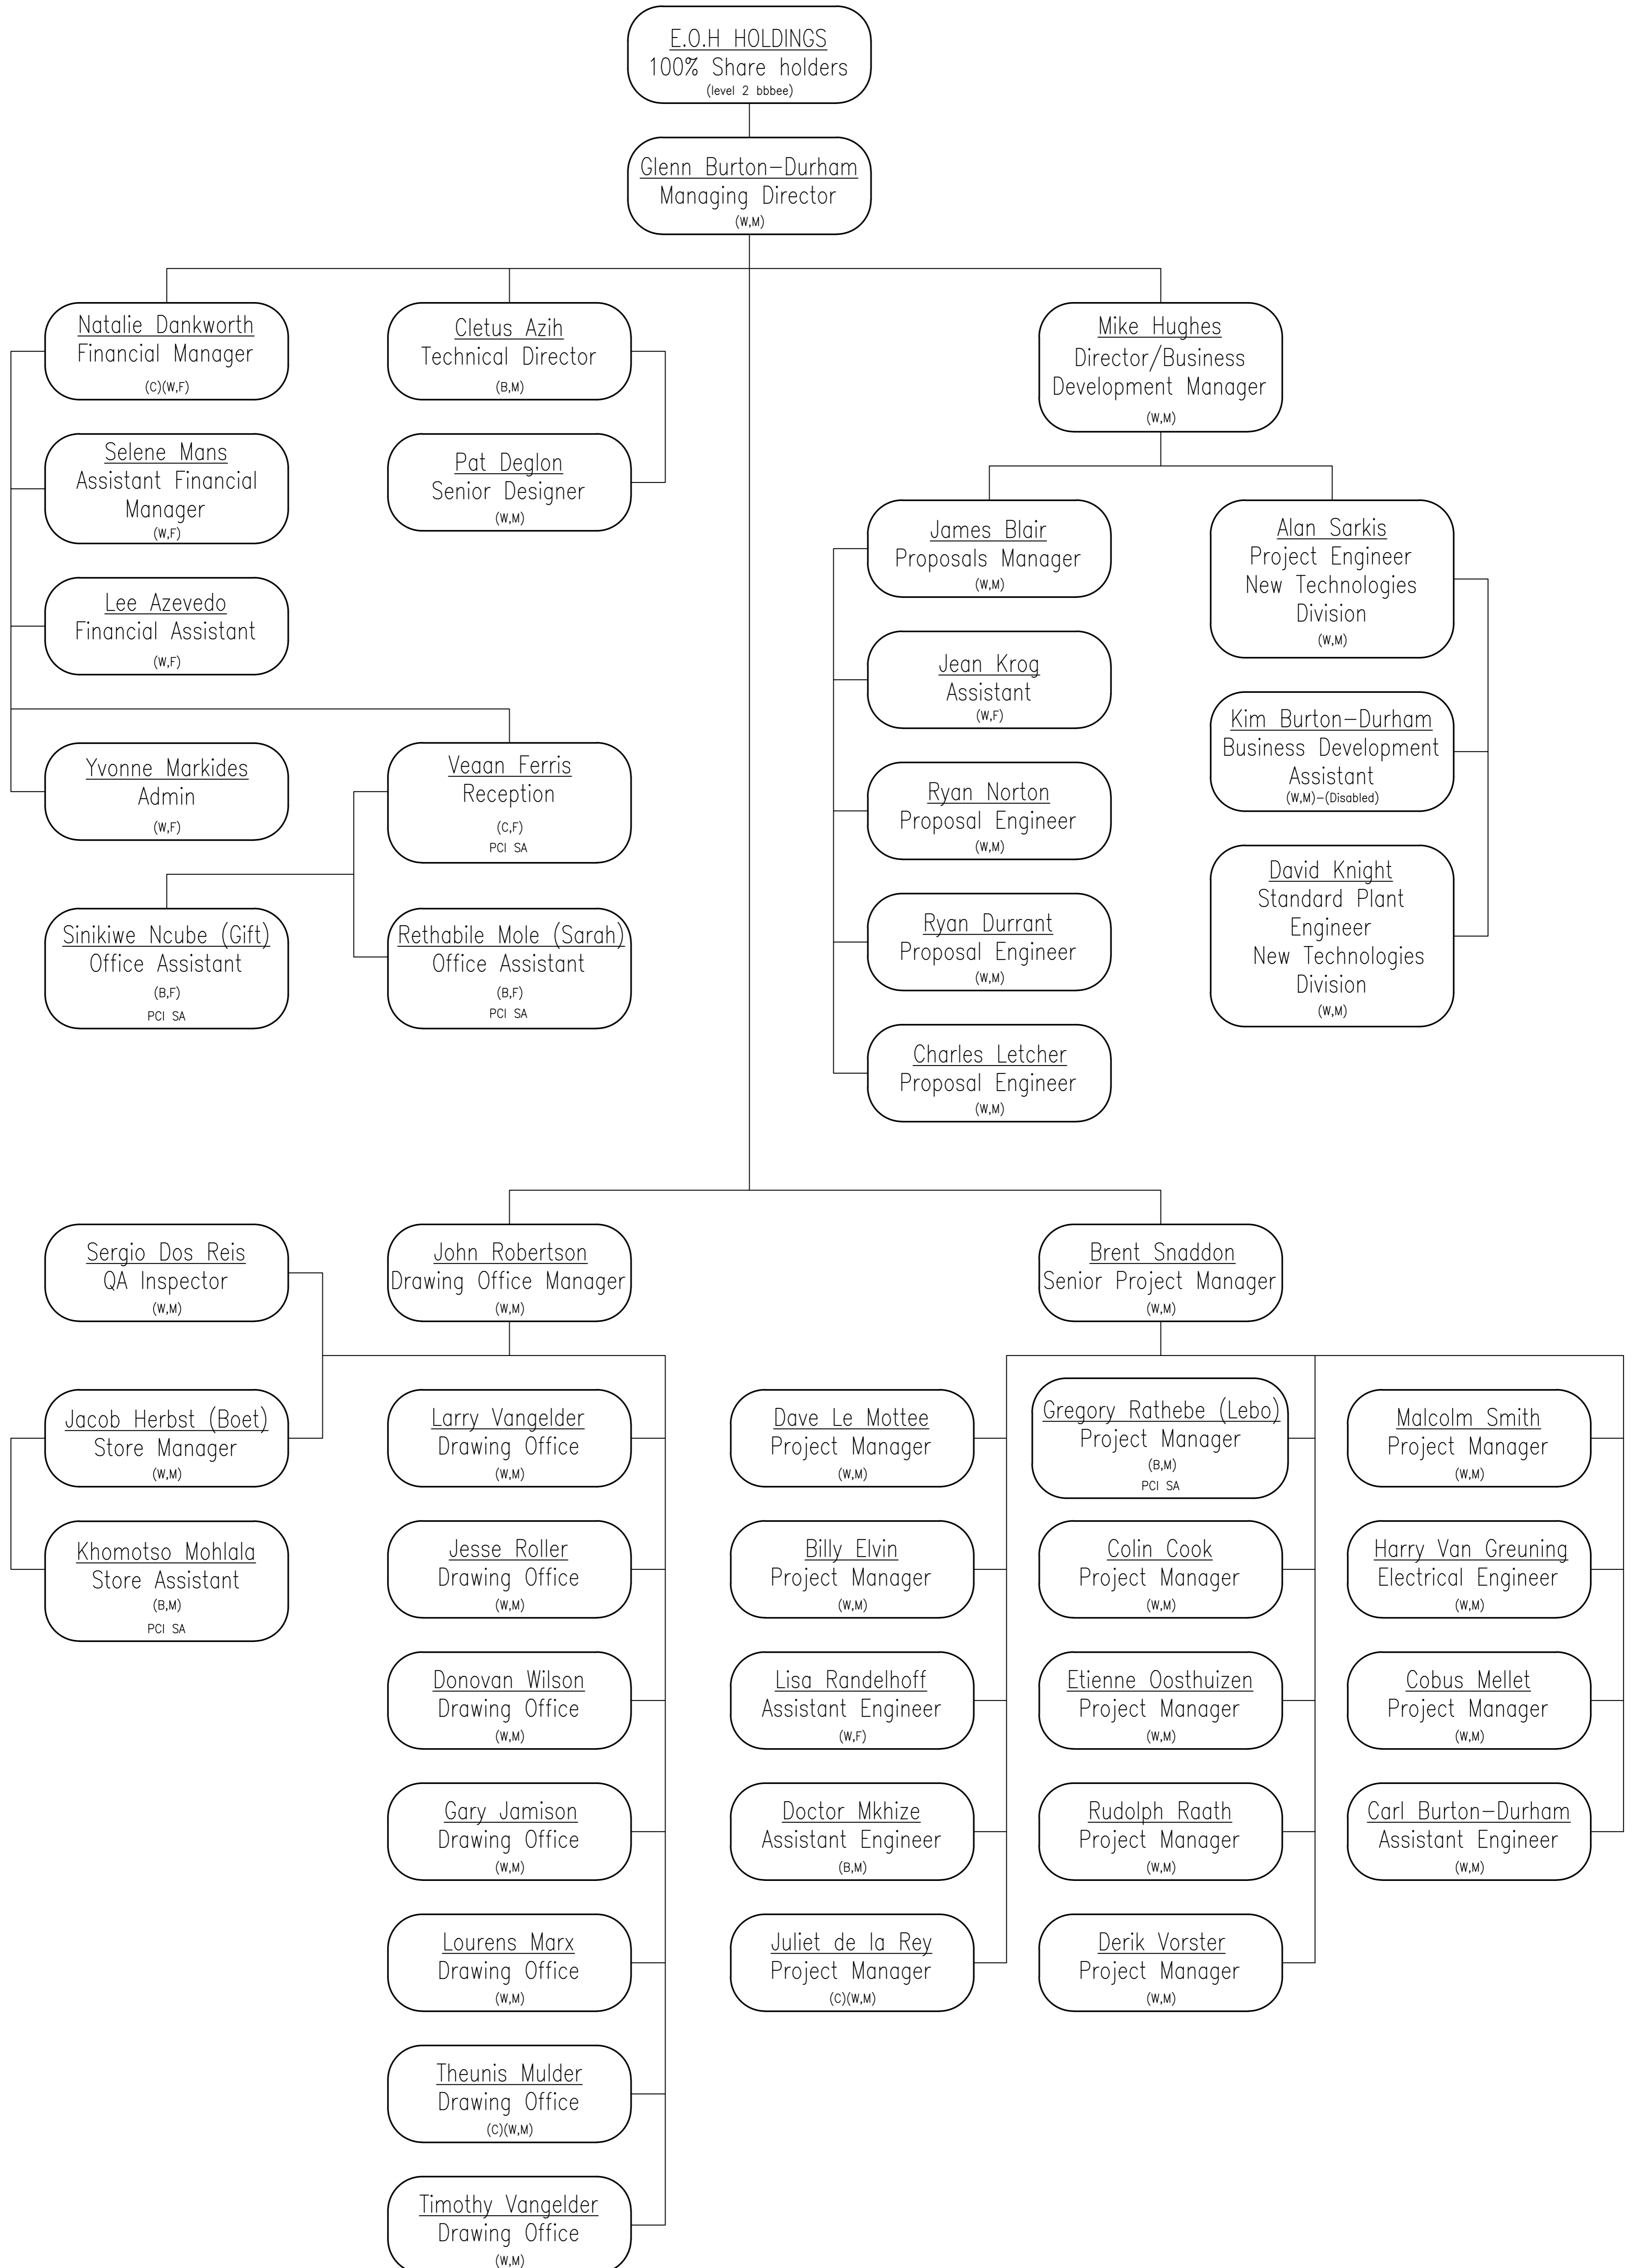 E.O.H HOLDINGS
100% Share holders
(level 2 bbbee)
Glenn Burton-Durham
Managing Director
(W,M)
Natalie Dankworth
Financial Manager
(C)(W,F)
Cletus Azih
Technical Director
(B,M)
Mike Hughes
Director/Business
Development Manager
(W,M)
Selene Mans
Assistant Financial
Manager
(W,F)
Pat Deglon
Senior Designer
(W,M)
Lee Azevedo
Financial Assistant
(W,F)
Yvonne Markides
Admin
(W,F)
Veaan Ferris
Reception
(C,F)
PCI SA
Sinikiwe Ncube (Gift)
Office Assistant
(B,F)
PCI SA
Rethabile Mole (Sarah)
Office Assistant
(B,F)
PCI SA
James Blair
Proposals Manager
(W,M)
Jean Krog
Assistant
(W,F)
Ryan Norton
Proposal Engineer
(W,M)
Ryan Durrant
Proposal Engineer
(W,M)
Charles Letcher
Proposal Engineer
(W,M)
Alan Sarkis
Project Engineer
New Technologies
Division
(W,M)
Kim Burton-Durham
Business Development
Assistant
(W,M)-(Disabled)
David Knight
Standard Plant
Engineer
New Technologies
Division
(W,M)
Sergio Dos Reis
QA Inspector
(W,M)
John Robertson
Drawing Office Manager
(W,M)
Brent Snaddon
Senior Project Manager
(W,M)
Jacob Herbst (Boet)
Store Manager
(W,M)
Khomotso Mohlala
Store Assistant
(B,M)
PCI SA
Larry Vangelder
Drawing Office
(W,M)
Jesse Roller
Drawing Office
(W,M)
Donovan Wilson
Drawing Office
(W,M)
Gary Jamison
Drawing Office
(W,M)
Lourens Marx
Drawing Office
(W,M)
Theunis Mulder
Drawing Office
(C)(W,M)
Timothy Vangelder
Drawing Office
(W,M)
Dave Le Mottee
Project Manager
(W,M)
Billy Elvin
Project Manager
(W,M)
Lisa Randelhoff
Assistant Engineer
(W,F)
Doctor Mkhize
Assistant Engineer
(B,M)
Juliet de la Rey
Project Manager
(C)(W,M)
Gregory Rathebe (Lebo)
Project Manager
(B,M)
PCI SA
Colin Cook
Project Manager
(W,M)
Etienne Oosthuizen
Project Manager
(W,M)
Rudolph Raath
Project Manager
(W,M)
Derik Vorster
Project Manager
(W,M)
Malcolm Smith
Project Manager
(W,M)
Harry Van Greuning
Electrical Engineer
(W,M)
Cobus Mellet
Project Manager
(W,M)
Carl Burton-Durham
Assistant Engineer
(W,M)